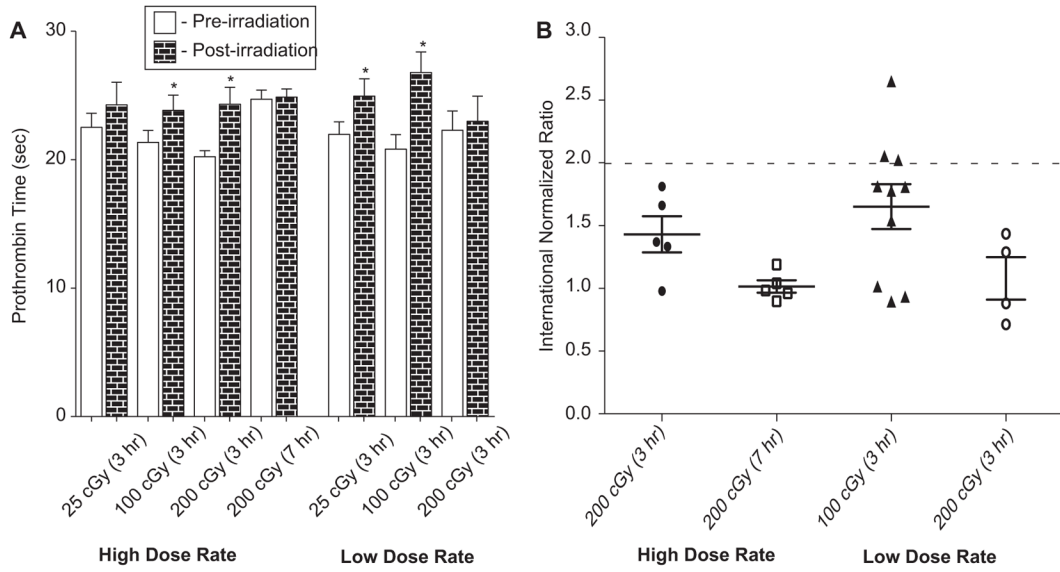 A
- Pre-irradiation
- Post-irradiation
30
20
10
0
Prothrombin Time (sec)
*
*
*
*
25 cGy (3 hr)
100 cGy (3 hr)
200 cGy (3 hr)
200 cGy (7 hr)
25 cGy (3 hr)
100 cGy (3 hr)
200 cGy (3 hr)
High Dose Rate
Low Dose Rate
B
3.0
2.5
2.0
1.5
1.0
0.5
0.0
International Normalized Ratio
200 cGy (3 hr)
200 cGy (7 hr)
100 cGy (3 hr)
200 cGy (3 hr)
High Dose Rate
Low Dose Rate